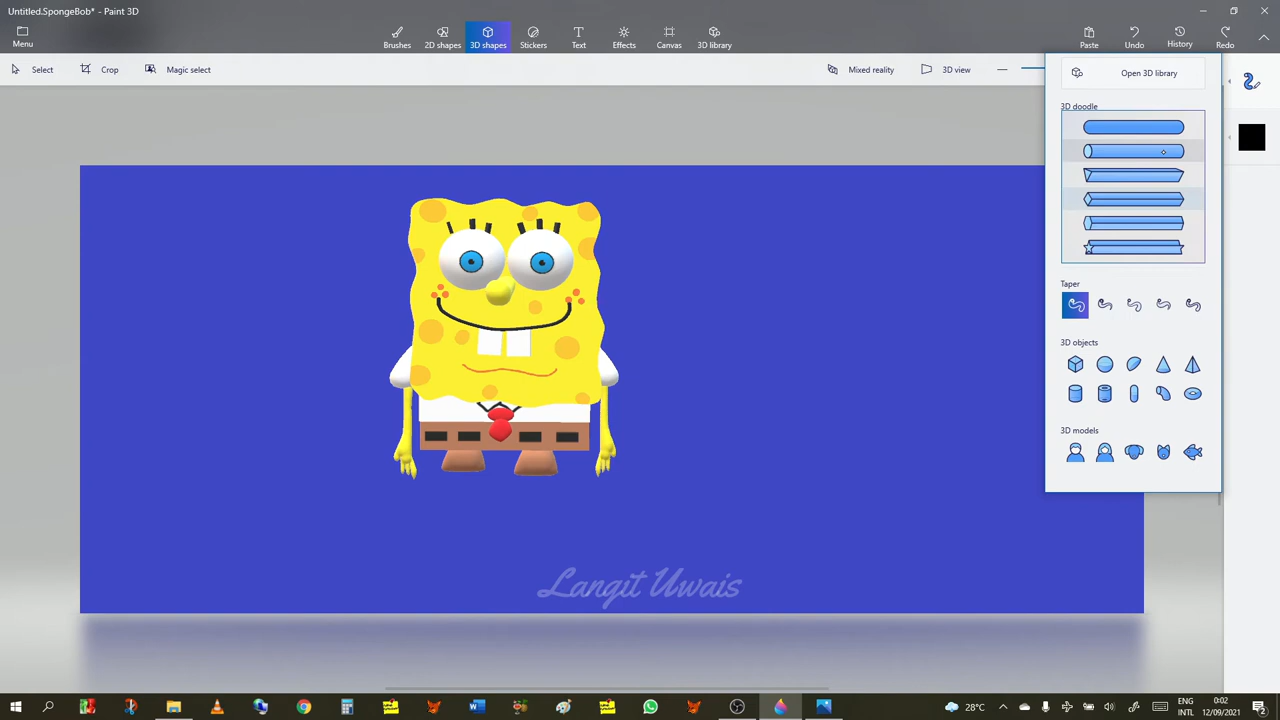 Untitled.SpongeBob* - Paint 3D
Menu
Brushes
2D shapes
3D shapes
Stickers
Text
Effects
Canvas
3D library
Paste
Undo
History
Redo
Select
Crop
Magic select
Mixed reality
3D view
Open 3D library
3D doodle
Taper
3D objects
3D models
Langit Uwais
28°C
ENG
INTL
0:02
12/09/2021